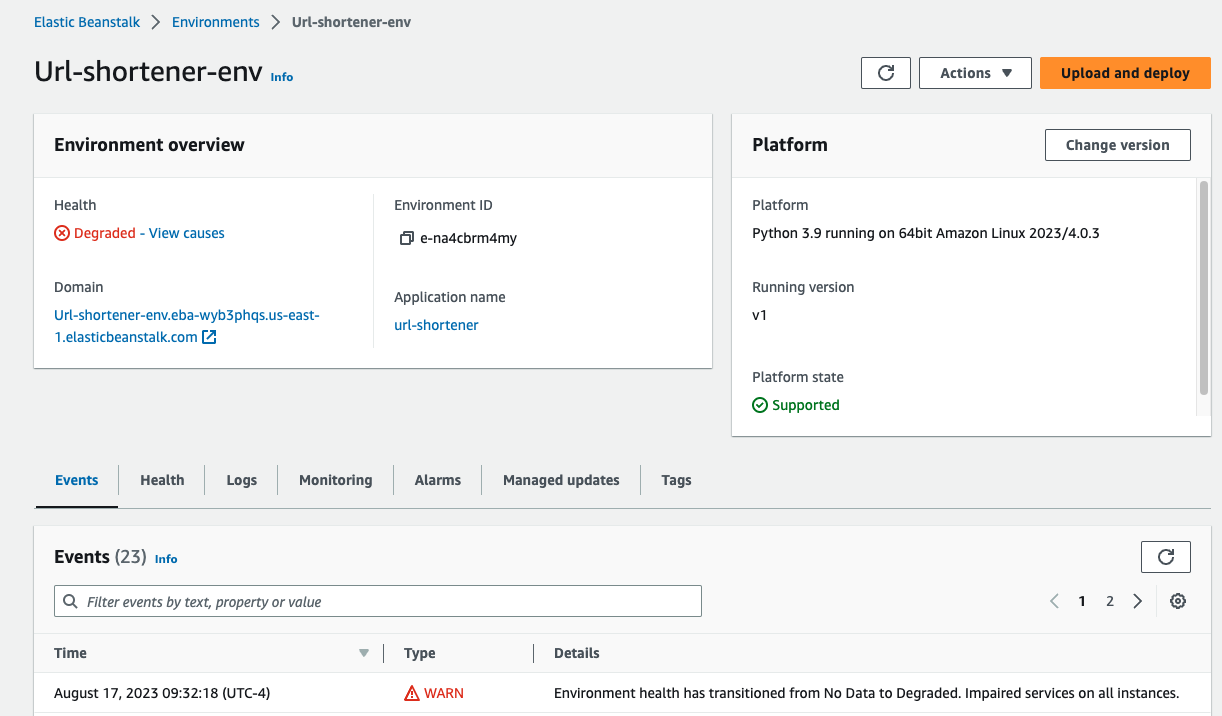 Elastic Beanstalk > Environments > Url-shortener-env
Url-shortener-env Info
Actions
Upload and deploy
Environment overview
Health
Degraded - View causes
Domain
Url-shortener-env.eba-wyb3phqs.us-east-
1.elasticbeanstalk.com
Environment ID
e-na4cbrm4my
Application name
url-shortener
Platform
Change version
Platform
Python 3.9 running on 64bit Amazon Linux 2023/4.0.3
Running version
v1
Platform state
Supported
Events Health Logs Monitoring Alarms Managed updates Tags
Events (23) Info
Filter events by text, property or value
1 2
Time Type Details
August 17, 2023 09:32:18 (UTC-4) WARN Environment health has transitioned from No Data to Degraded. Impaired services on all instances.